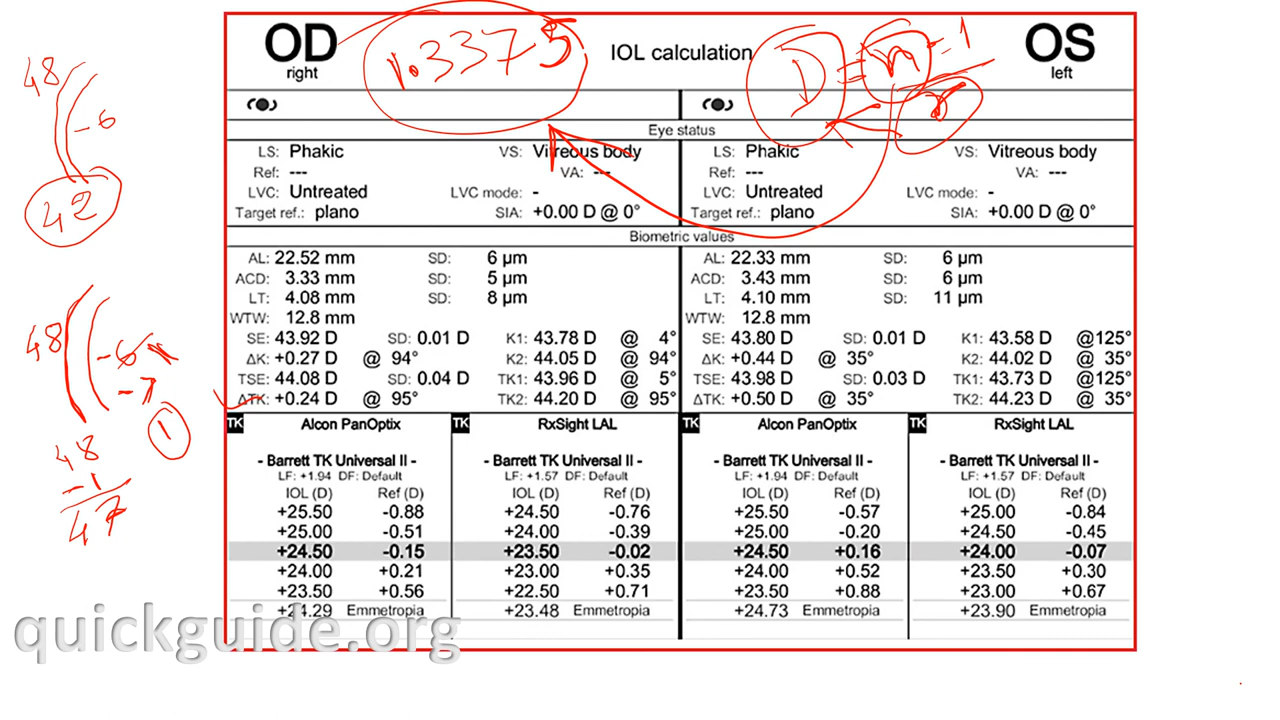 OD
right
IOL calculation
OS
left
1.3375
D = n - 1
r
48
-6
42
48
-6
-7
1
48
-1
47
Eye status
LS: Phakic VS: Vitreous body LS: Phakic VS: Vitreous body
Ref: --- VA: --- Ref: --- VA: ---
LVC: Untreated LVC mode: - LVC: Untreated LVC mode: -
Target ref.: plano SIA: +0.00 D @ 0° Target ref.: plano SIA: +0.00 D @ 0°
Biometric values
AL: 22.52 mm SD: 6 µm AL: 22.33 mm SD: 6 µm
ACD: 3.33 mm SD: 5 µm ACD: 3.43 mm SD: 6 µm
LT: 4.08 mm SD: 8 µm LT: 4.10 mm SD: 11 µm
WTW: 12.8 mm WTW: 12.8 mm
SE: 43.92 D SD: 0.01 D K1: 43.78 D @ 4° SE: 43.80 D SD: 0.01 D K1: 43.58 D @125°
ΔK: +0.27 D @ 94° K2: 44.05 D @ 94° ΔK: +0.44 D @ 35° K2: 44.02 D @ 35°
TSE: 44.08 D SD: 0.04 D TK1: 43.96 D @ 5° TSE: 43.98 D SD: 0.03 D TK1: 43.73 D @125°
ΔTK: +0.24 D @ 95° TK2: 44.20 D @ 95° ΔTK: +0.50 D @ 35° TK2: 44.23 D @ 35°
TK Alcon PanOptix TK RxSight LAL TK Alcon PanOptix TK RxSight LAL
- Barrett TK Universal II - - Barrett TK Universal II - - Barrett TK Universal II - - Barrett TK Universal II -
LF: +1.94 DF: Default LF: +1.57 DF: Default LF: +1.94 DF: Default LF: +1.57 DF: Default
IOL (D) Ref (D) IOL (D) Ref (D) IOL (D) Ref (D) IOL (D) Ref (D)
+25.50 -0.88 +24.50 -0.76 +25.50 -0.57 +25.00 -0.84
+25.00 -0.51 +24.00 -0.39 +25.00 -0.20 +24.50 -0.45
+24.50 -0.15 +23.50 -0.02 +24.50 +0.16 +24.00 -0.07
+24.00 +0.21 +23.00 +0.35 +24.00 +0.52 +23.50 +0.30
+23.50 +0.56 +22.50 +0.71 +23.50 +0.88 +23.00 +0.67
+24.29 Emmetropia +23.48 Emmetropia +24.73 Emmetropia +23.90 Emmetropia
quickguide.org